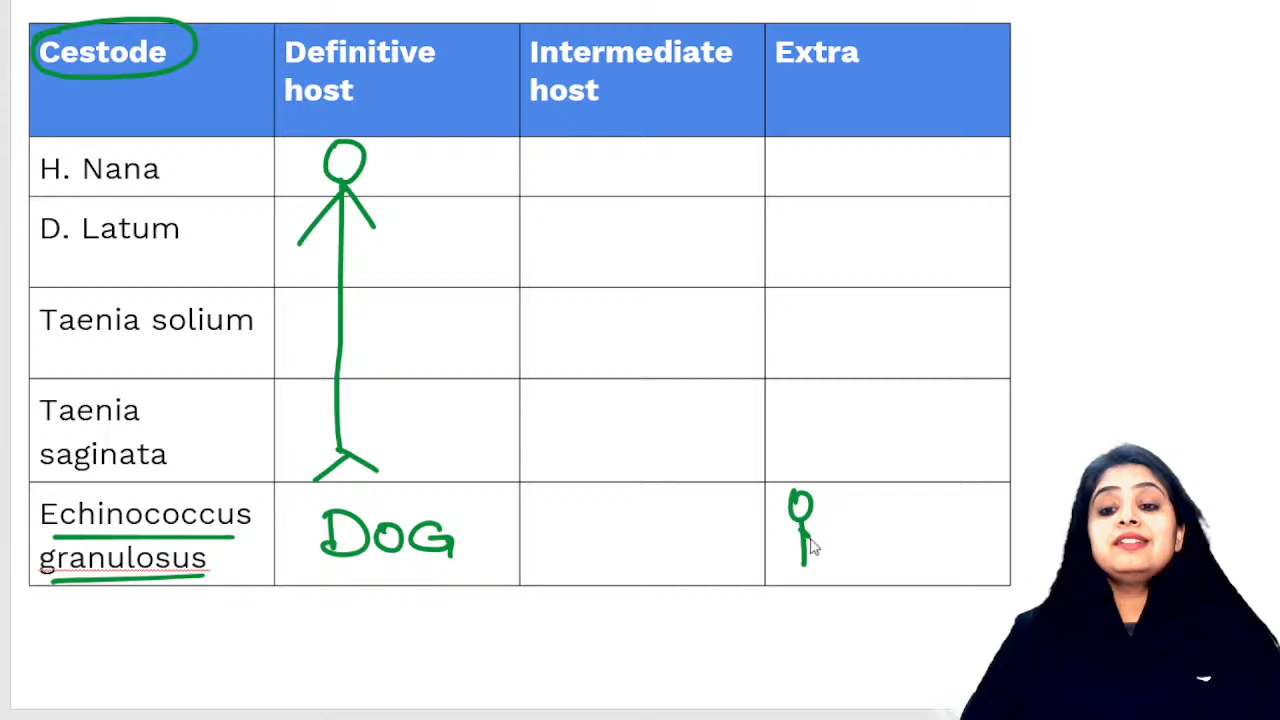 Cestode
Definitive
host
Intermediate
host
Extra
H. Nana
D. Latum
Taenia solium
Taenia
saginata
Echinococcus
granulosus
DOG